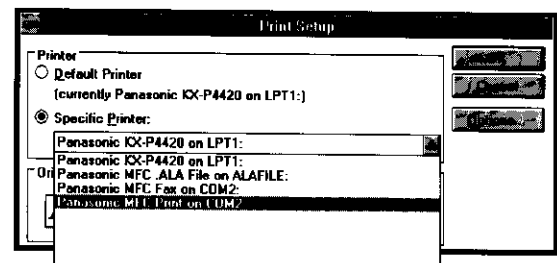 Print Setup
Printer
Default Printer
(currently Panasonic KX-P4420 on LPT1:)
Specific Printer:
Panasonic KX-P4420 on LPT1:
Panasonic KX-P4420 on LPT1:
Panasonic MFC .ALA File on ALAFILE:
Panasonic MFC Fax on COM2:
Panasonic MFC Print on COM2
Ori